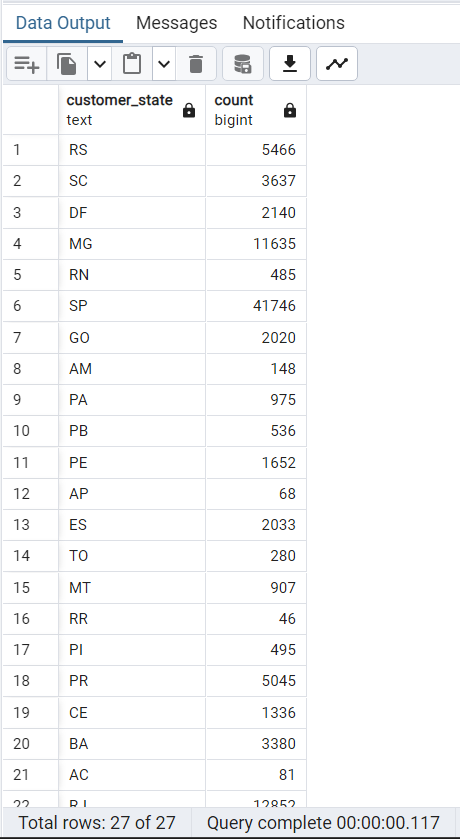 Data Output Messages Notifications
customer_state count
text bigint
1 RS 5466
2 SC 3637
3 DF 2140
4 MG 11635
5 RN 485
6 SP 41746
7 GO 2020
8 AM 148
9 PA 975
10 PB 536
11 PE 1652
12 AP 68
13 ES 2033
14 TO 280
15 MT 907
16 RR 46
17 PI 495
18 PR 5045
19 CE 1336
20 BA 3380
21 AC 81
22 RJ 12852
Total rows: 27 of 27 Query complete 00:00:00.117